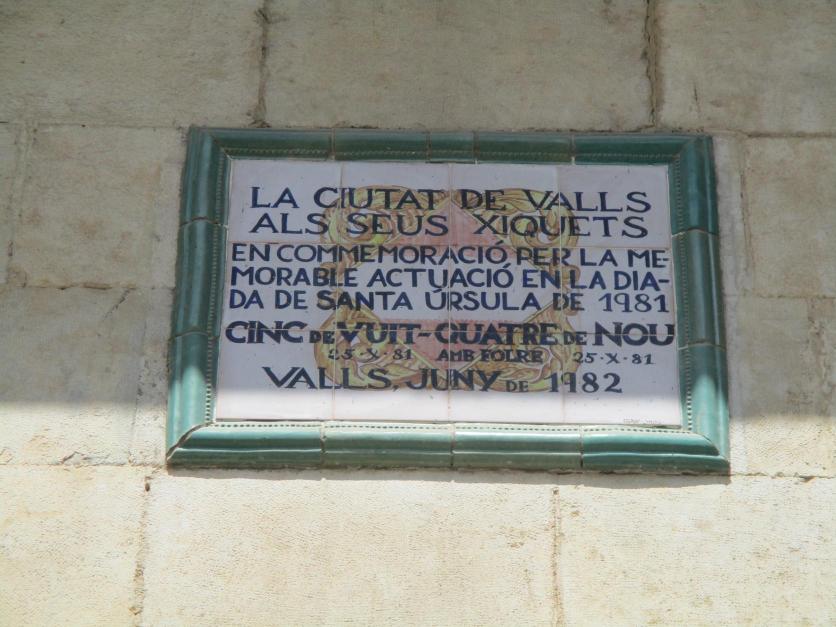 LA CIUTAT DE VALLS
ALS SEUS XIQUETS
EN COMMEMORACIÓ PER LA ME-
MORABLE ACTUACIÓ EN LA DIA-
DA DE SANTA ÚRSULA DE 1981
CINC DE VUIT-QUATRE DE NOU
25·X·81 AMB FOLRE 25·X·81
VALLS, JUNY DE 1982